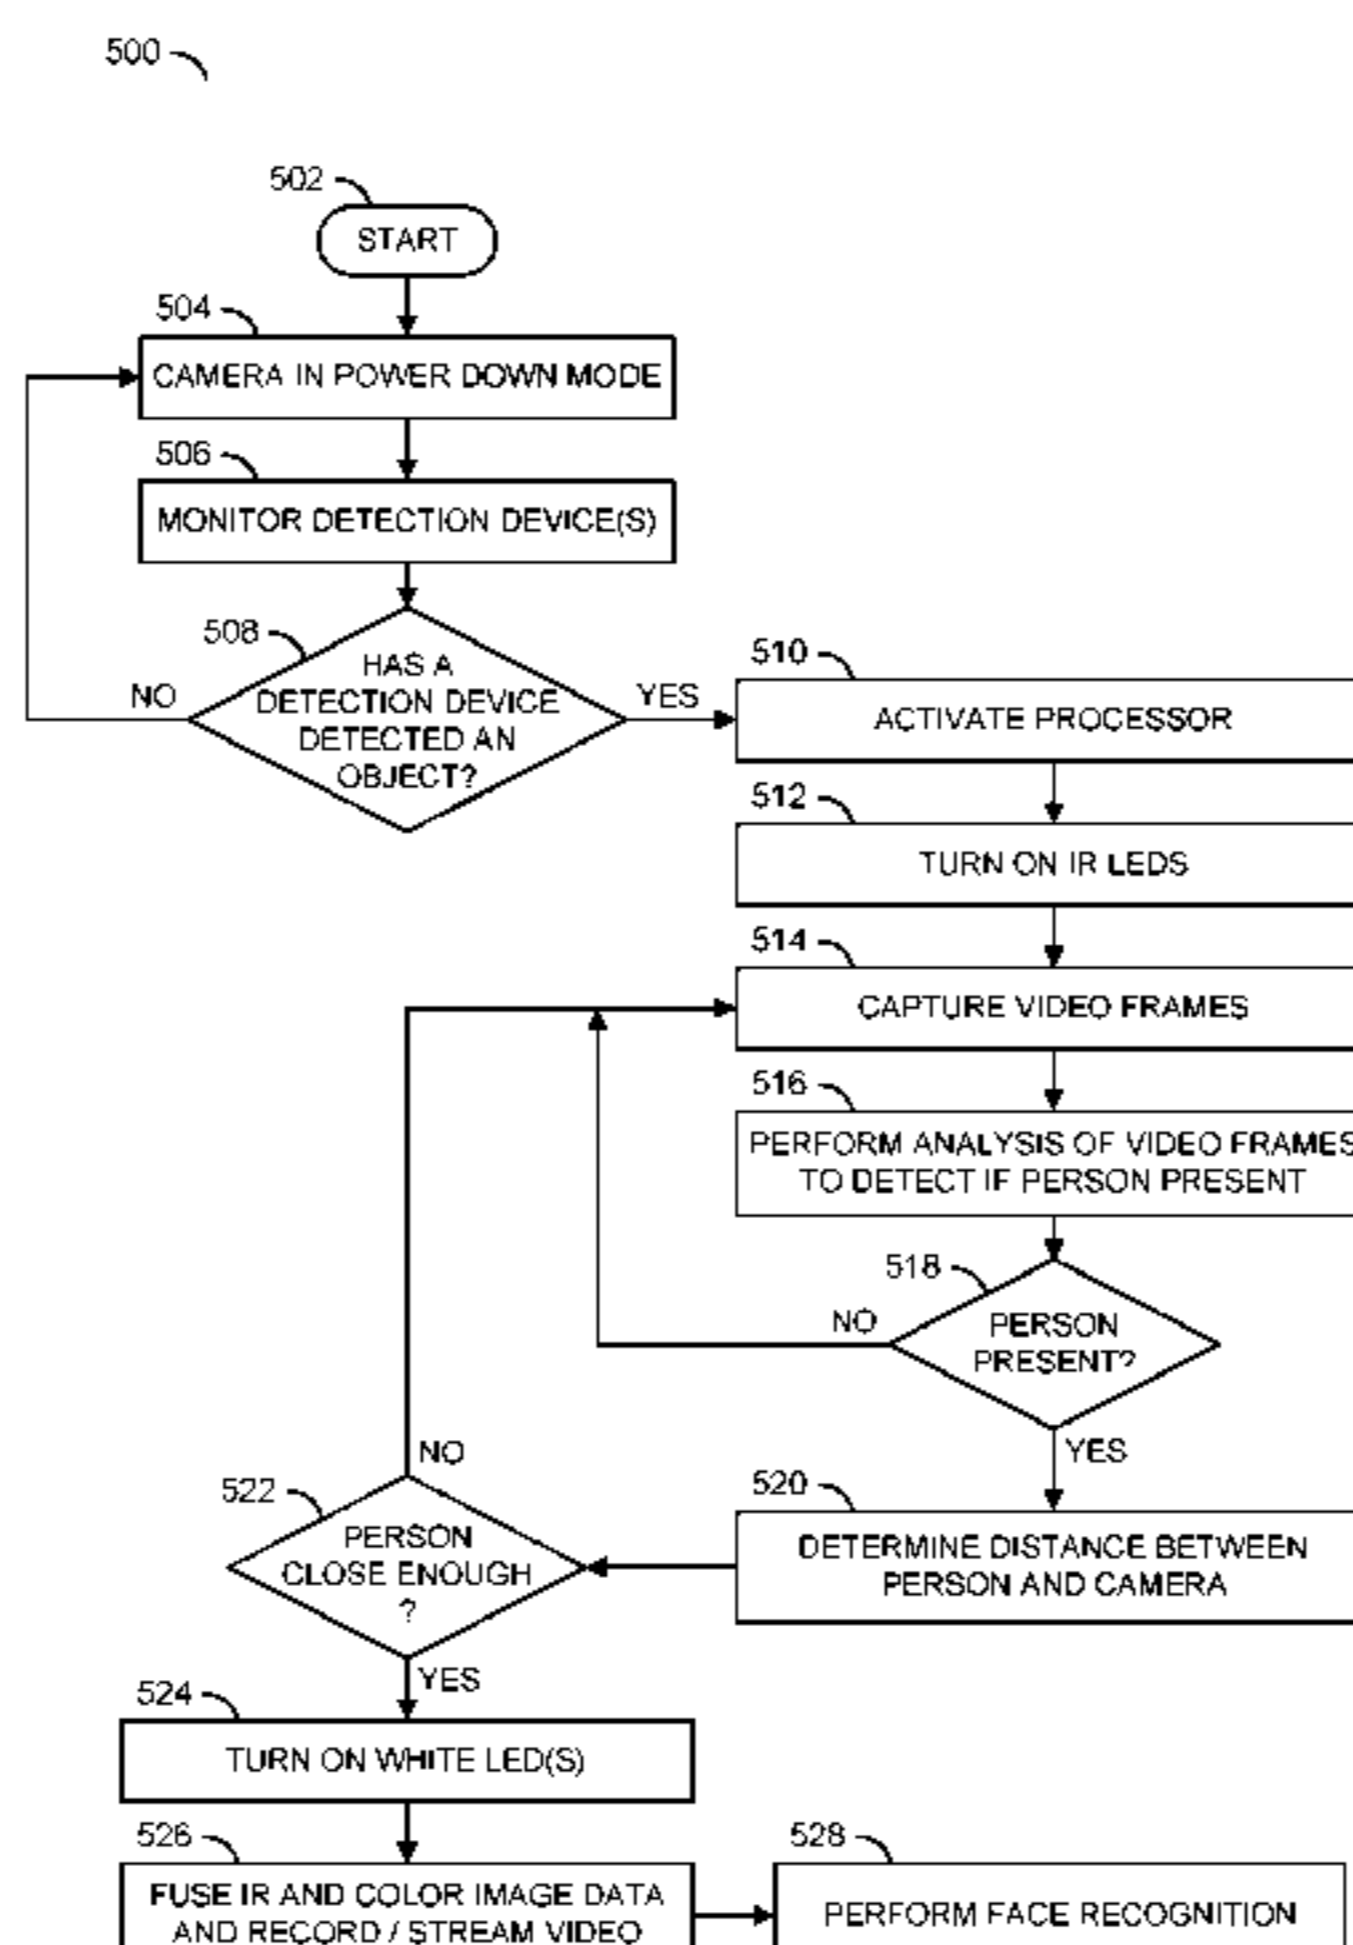 500
502
START
504
CAMERA IN POWER DOWN MODE
506
MONITOR DETECTION DEVICE(S)
508
HAS A
DETECTION DEVICE
DETECTED AN
OBJECT?
NO
YES
510
ACTIVATE PROCESSOR
512
TURN ON IR LEDS
514
CAPTURE VIDEO FRAMES
516
PERFORM ANALYSIS OF VIDEO FRAMES
TO DETECT IF PERSON PRESENT
518
PERSON
PRESENT?
NO
YES
520
DETERMINE DISTANCE BETWEEN
PERSON AND CAMERA
522
PERSON
CLOSE ENOUGH
?
NO
YES
524
TURN ON WHITE LED(S)
526
FUSE IR AND COLOR IMAGE DATA
AND RECORD / STREAM VIDEO
528
PERFORM FACE RECOGNITION